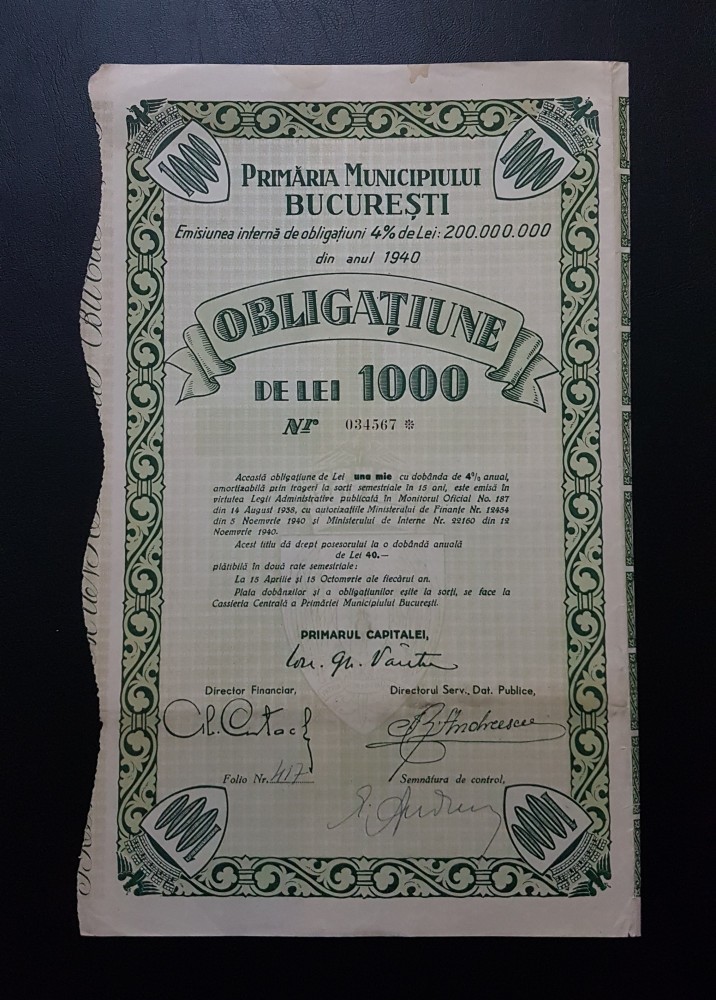 1000
1000
PRIMĂRIA MUNICIPIULUI
BUCUREȘTI
Emisiunea internă de obligațiuni 4% de Lei: 200.000.000
din anul 1940
OBLIGAȚIUNE
DE LEI 1000
Nr 034567 *
Această obligațiune de Lei una mie cu dobânda de 4% anual,
amortizabilă prin trageri la sorți semestriale în 15 ani, este emisă în
virtutea Legii Administrative publicată în Monitorul Oficial No. 187
din 14 August 1938, cu autorizațiile Ministerului de Finanțe Nr. 12454
din 5 Noemvrie 1940 și Ministerului de Interne Nr. 22160 din 12
Noemvrie 1940.
Acest titlu dă drept posesorului la o dobândă anuală
de Lei 40.—
plătibilă în două rate semestriale:
La 15 Aprilie și 15 Octomvrie ale fiecărui an.
Plata dobânzilor și a obligațiunilor eșite la sorți, se face la
Cassieria Centrală a Primăriei Municipiului București.
PRIMARUL CAPITALEI,
Director Financiar,
Directorul Serv. Dat. Publice,
Folio Nr. 417
Semnătura de control,
1000
1000